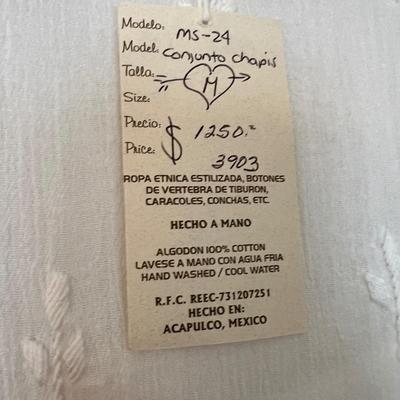 Modelo: MS-24
Model: Conjunto Chapis
Talla:
Size: M
Precio: $ 1250.=
Price: 3903
ROPA ETNICA ESTILIZADA, BOTONES
DE VERTEBRA DE TIBURON,
CARACOLES, CONCHAS, ETC.
HECHO A MANO
ALGODON 100% COTTON
LAVESE A MANO CON AGUA FRIA
HAND WASHED / COOL WATER
R.F.C. REEC-731207251
HECHO EN:
ACAPULCO, MEXICO